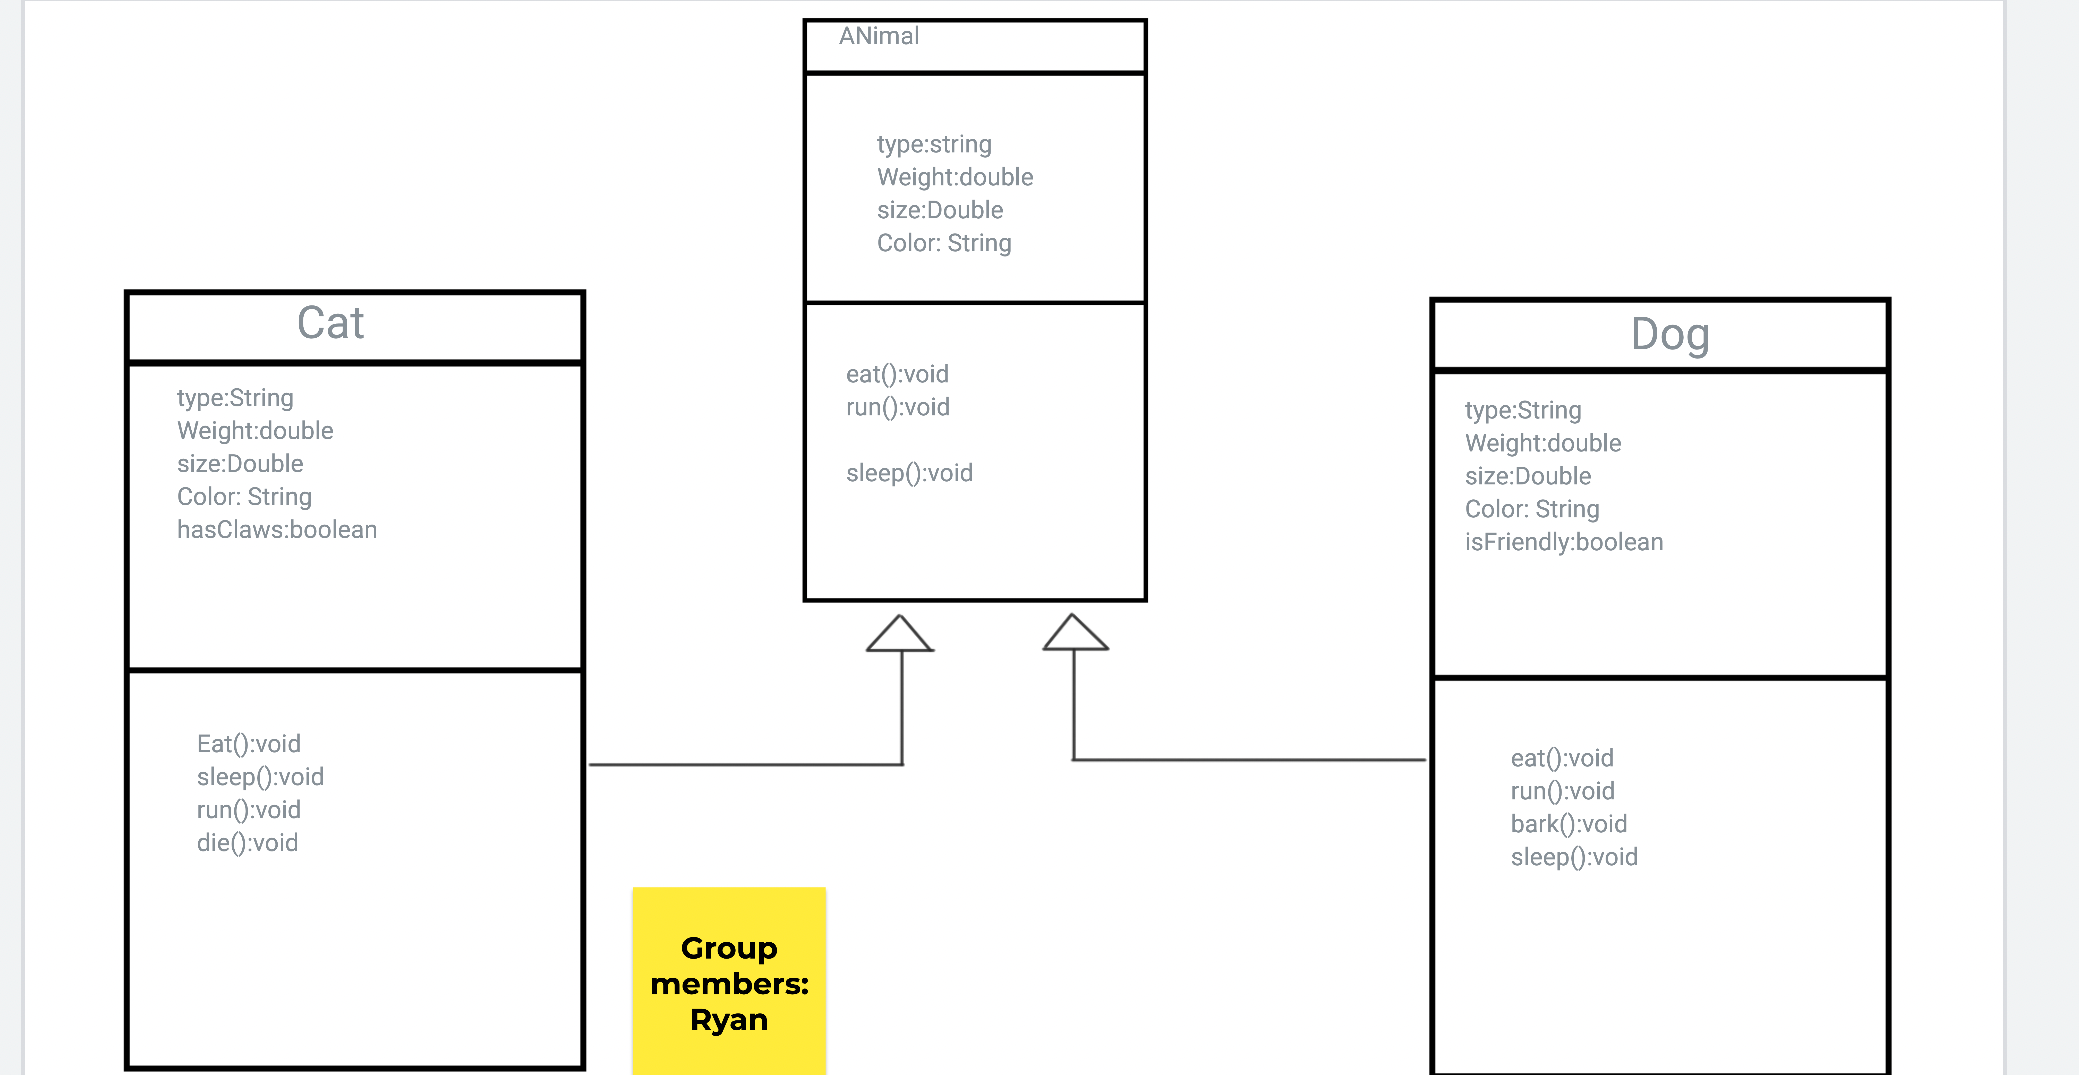 ANimal
type:string
Weight:double
size:Double
Color: String
eat():void
run():void
sleep():void
Cat
type:String
Weight:double
size:Double
Color: String
hasClaws:boolean
Eat():void
sleep():void
run():void
die():void
Dog
type:String
Weight:double
size:Double
Color: String
isFriendly:boolean
eat():void
run():void
bark():void
sleep():void
Group
members:
Ryan